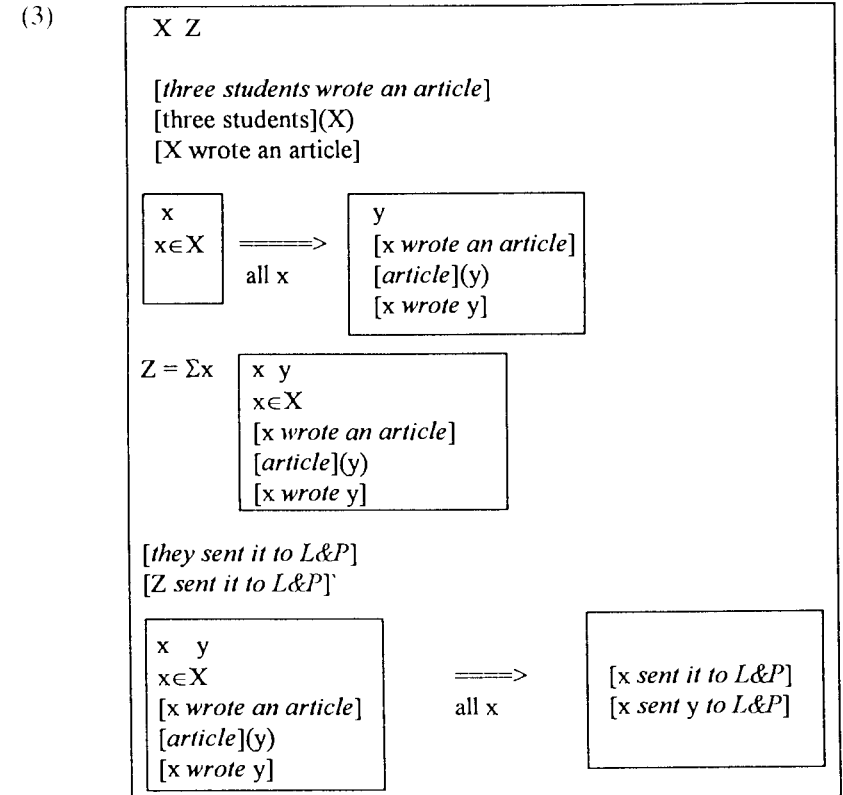 (3)
X Z
[three students wrote an article]
[three students](X)
[X wrote an article]
x
x∈X
=====>
all x
y
[x wrote an article]
[article](y)
[x wrote y]
Z = Σx
x y
x∈X
[x wrote an article]
[article](y)
[x wrote y]
[they sent it to L&P]
[Z sent it to L&P]`
x y
x∈X
[x wrote an article]
[article](y)
[x wrote y]
====>
all x
[x sent it to L&P]
[x sent y to L&P]